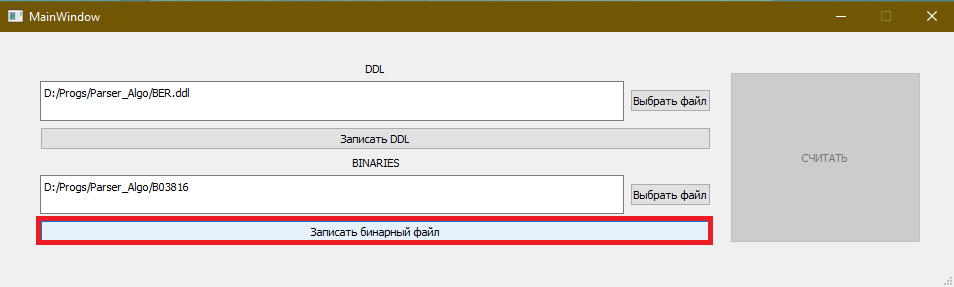 MainWindow
DDL
D:/Progs/Parser_Algo/BER.ddl
Выбрать файл
Записать DDL
BINARIES
D:/Progs/Parser_Algo/B03816
Выбрать файл
Записать бинарный файл
СЧИТАТЬ